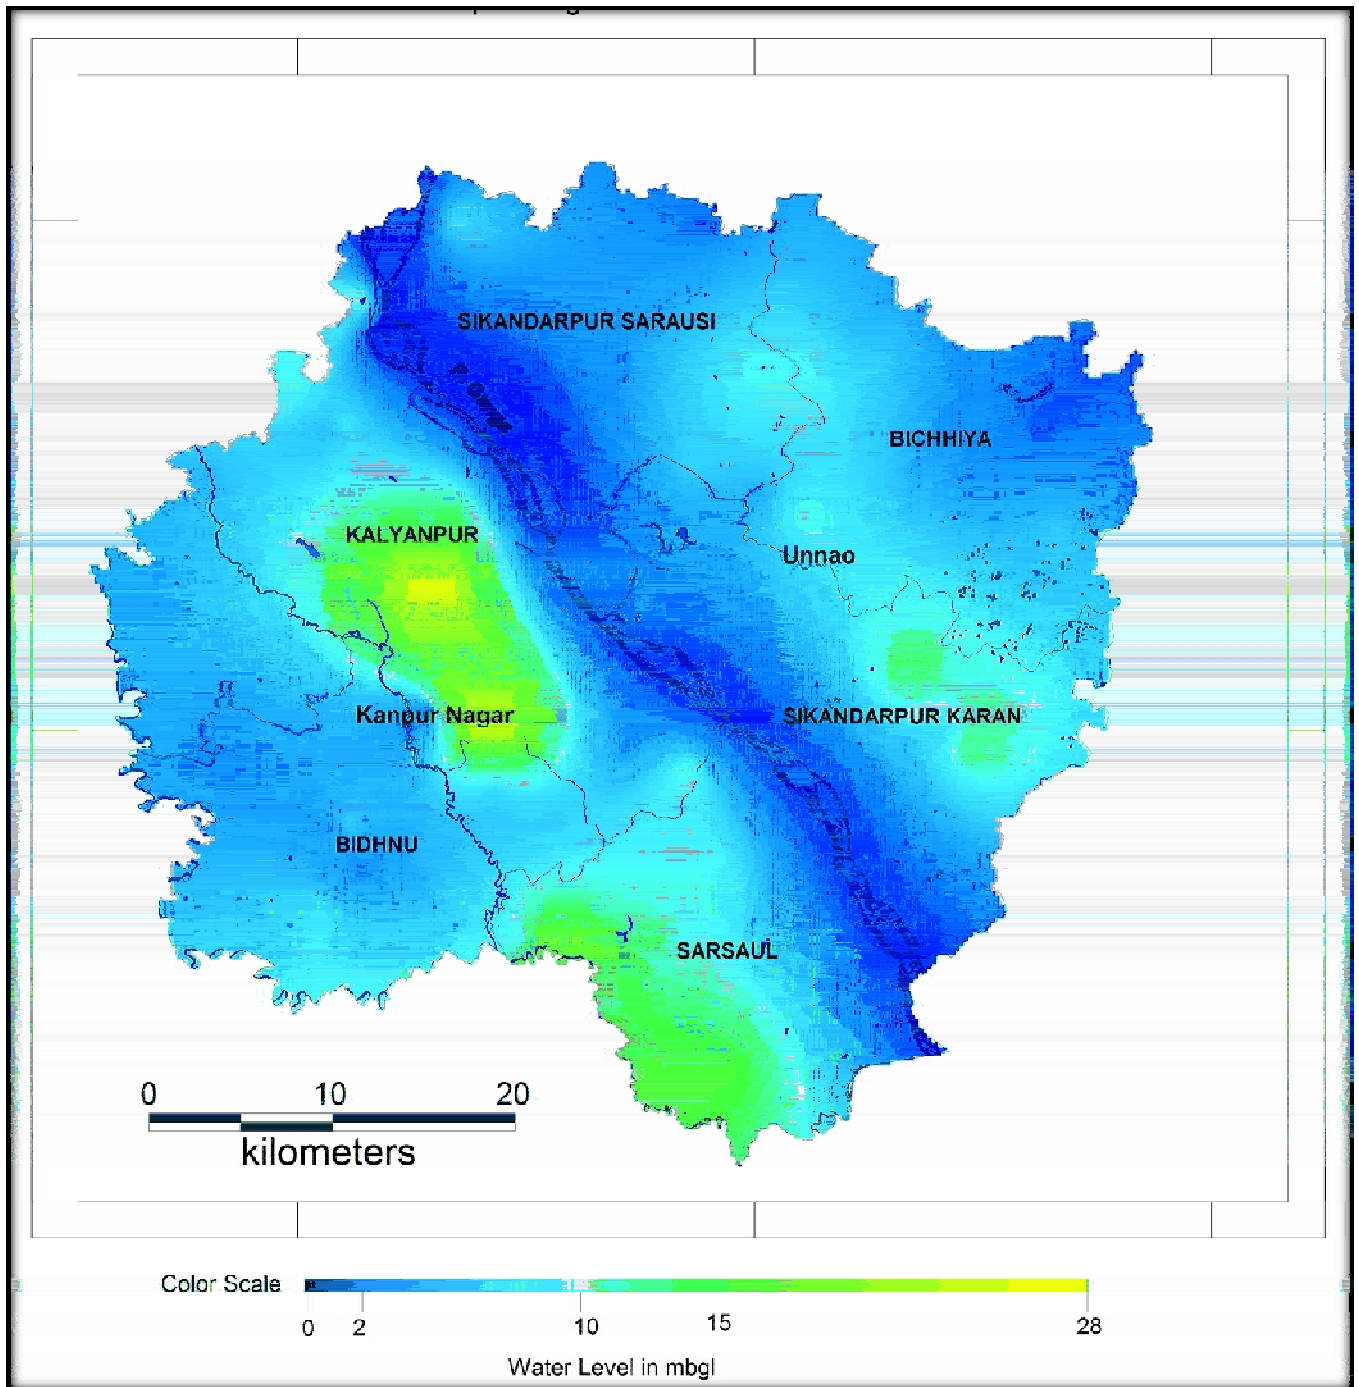 SIKANDARPUR SARAUSI
BICHHIYA
KALYANPUR
Unnao
Kanpur Nagar
SIKANDARPUR KARAN
BIDHNU
SARSAUL
0 10 20
kilometers
Color Scale
0 2 10 15 28
Water Level in mbgl